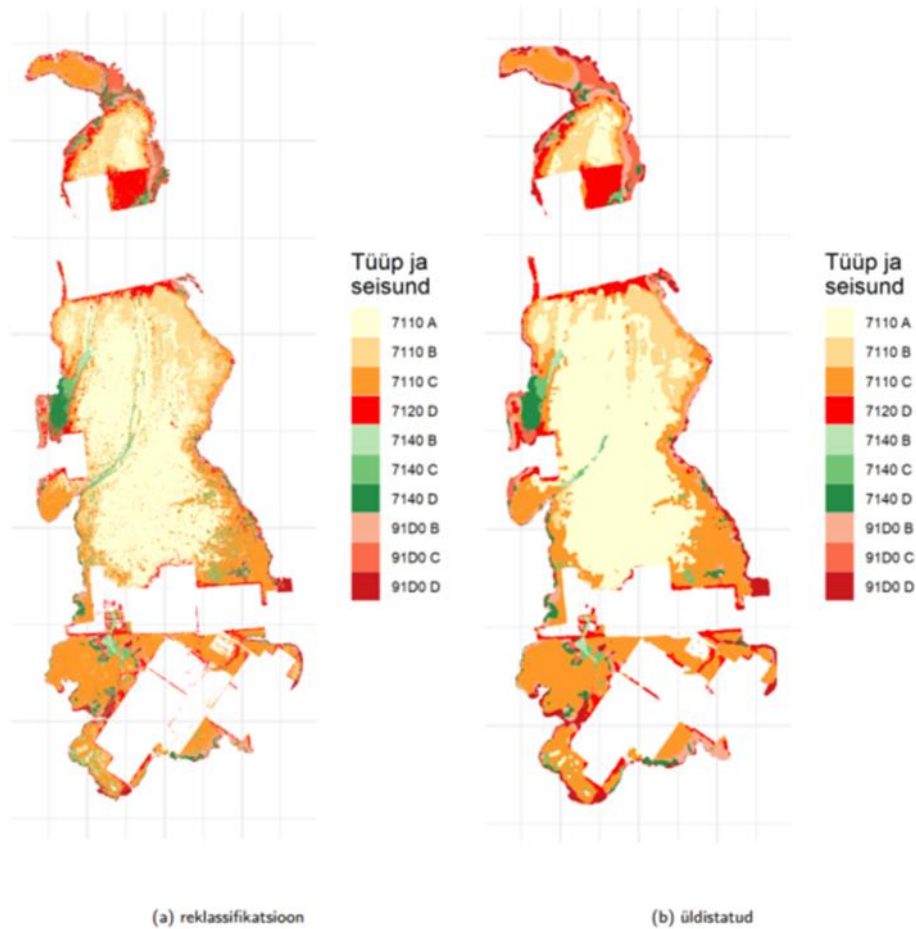 Tüüp ja
seisund
7110 A
7110 B
7110 C
7120 D
7140 B
7140 C
7140 D
91D0 B
91D0 C
91D0 D
Tüüp ja
seisund
7110 A
7110 B
7110 C
7120 D
7140 B
7140 C
7140 D
91D0 B
91D0 C
91D0 D
(a) reklassifikatsioon
(b) üldistatud